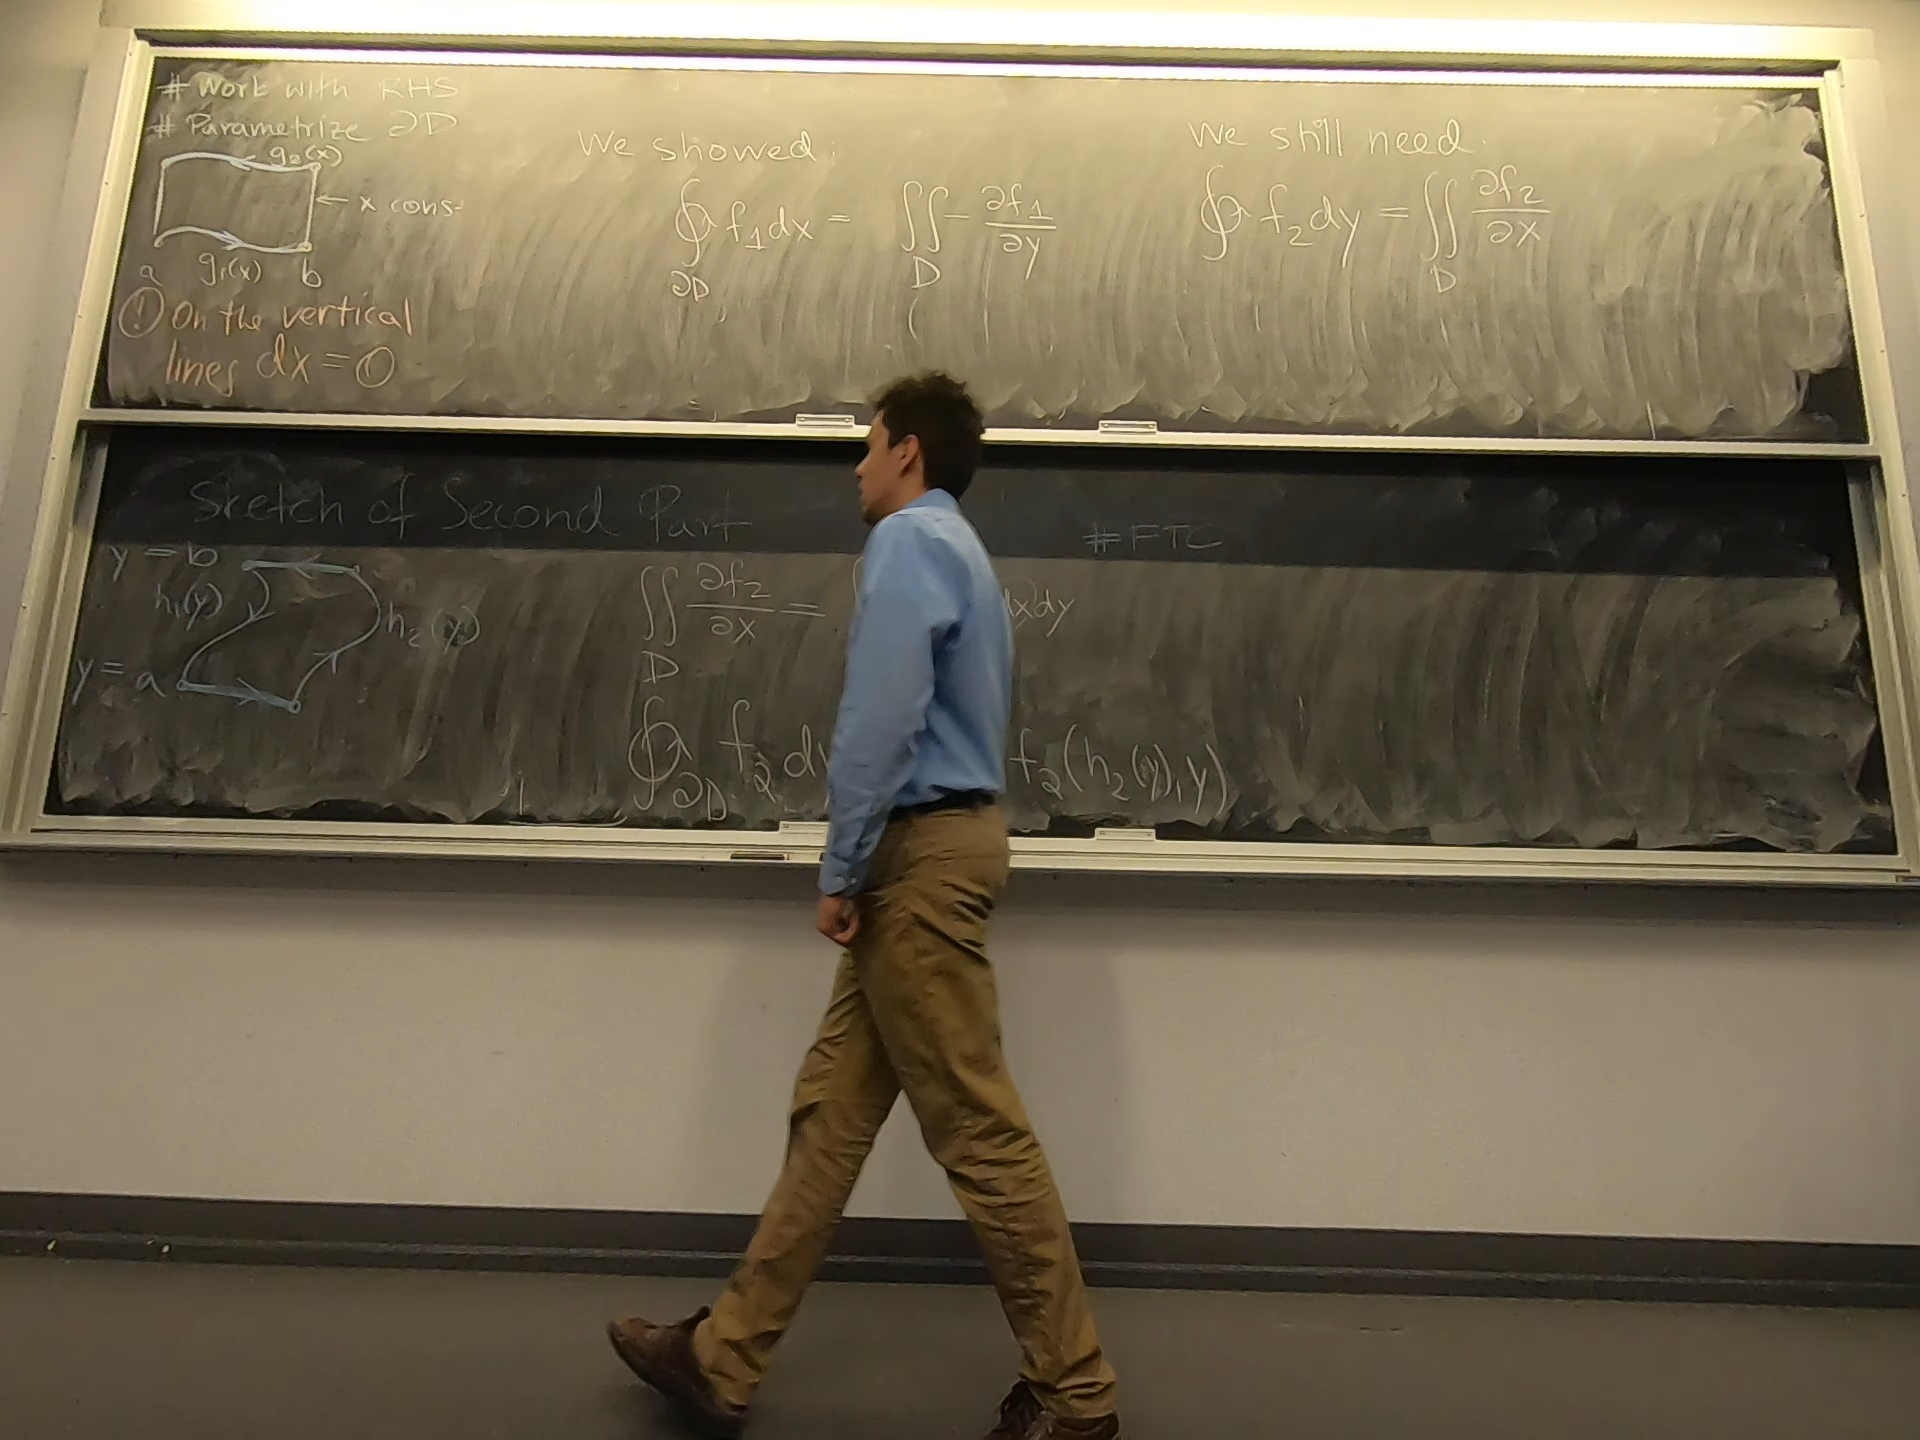 # Work with RHS
# Parametrize ∂D
g₂(x)
← x cons-
a g₁(x) b
! On the vertical
lines dx = 0
We showed:
∮ f₁dx = ∬ - ∂f₁/∂y
∂D D
We still need:
∮ f₂dy = ∬ ∂f₂/∂x
D
Sketch of Second Part
y = b
h₁(y)
h₂(y)
y = a
# FTC
∬ ∂f₂/∂x = dxdy
D
∮ ∂D f₂ dy f₂(h₂(y),y)